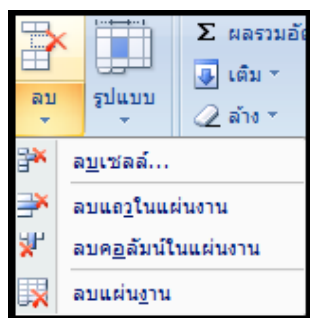 Σ ผลรวมอั
ลบ
รูปแบบ
เติม
ล้าง
ลบเซลล์...
ลบแถวในแผ่นงาน
ลบคอลัมน์ในแผ่นงาน
ลบแผ่นงาน